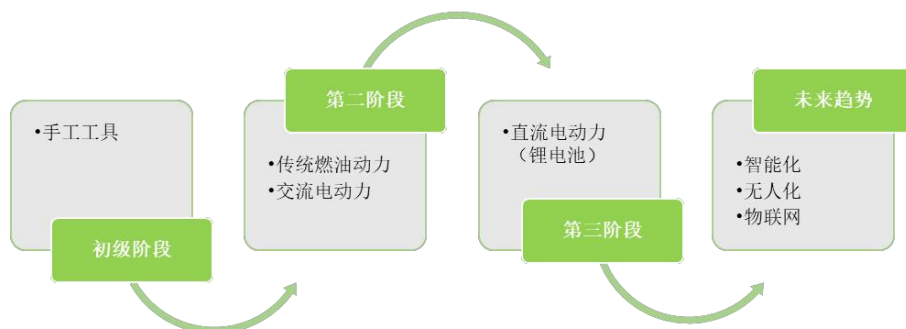 •手工工具
初级阶段
第二阶段
•传统燃油动力
•交流电动力
•直流电动力
（锂电池）
第三阶段
未来趋势
•智能化
•无人化
•物联网